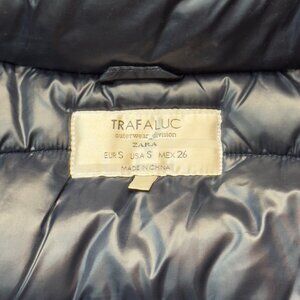 TRAFALUC
outerwear_division
ZARA
EUR S USA S MEX 26
MADE IN CHINA